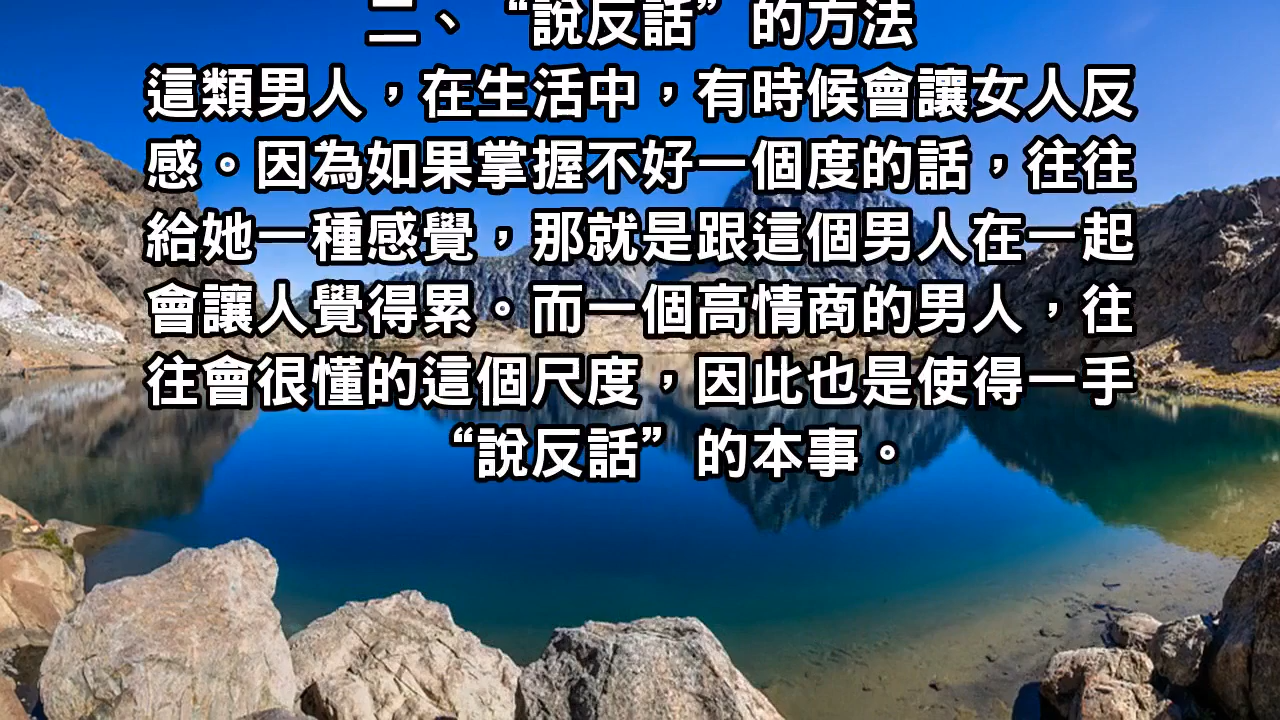 二、“說反話”的方法
這類男人，在生活中，有時候會讓女人反
感。因為如果掌握不好一個度的話，往往
給她一種感覺，那就是跟這個男人在一起
會讓人覺得累。而一個高情商的男人，往
往會很懂的這個尺度，因此也是使得一手
“說反話”的本事。